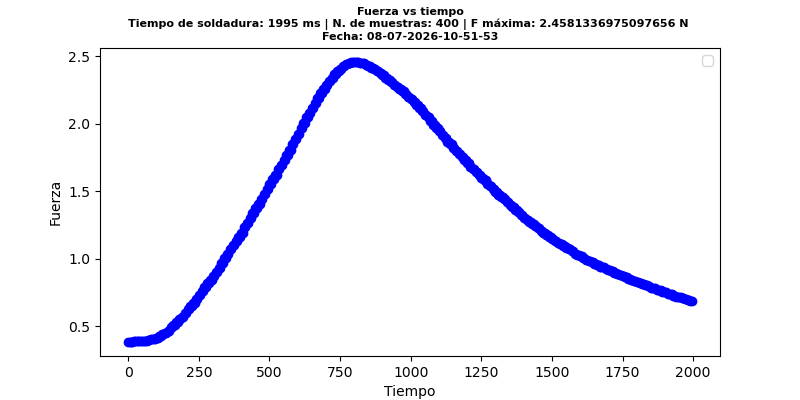 Fuerza vs tiempo
Tiempo de soldadura: 1995 ms | N. de muestras: 400 | F máxima: 2.4581336975097656 N
Fecha: 08-07-2026-10-51-53
2.5
2.0
1.5
1.0
0.5
Fuerza
0 250 500 750 1000 1250 1500 1750 2000
Tiempo